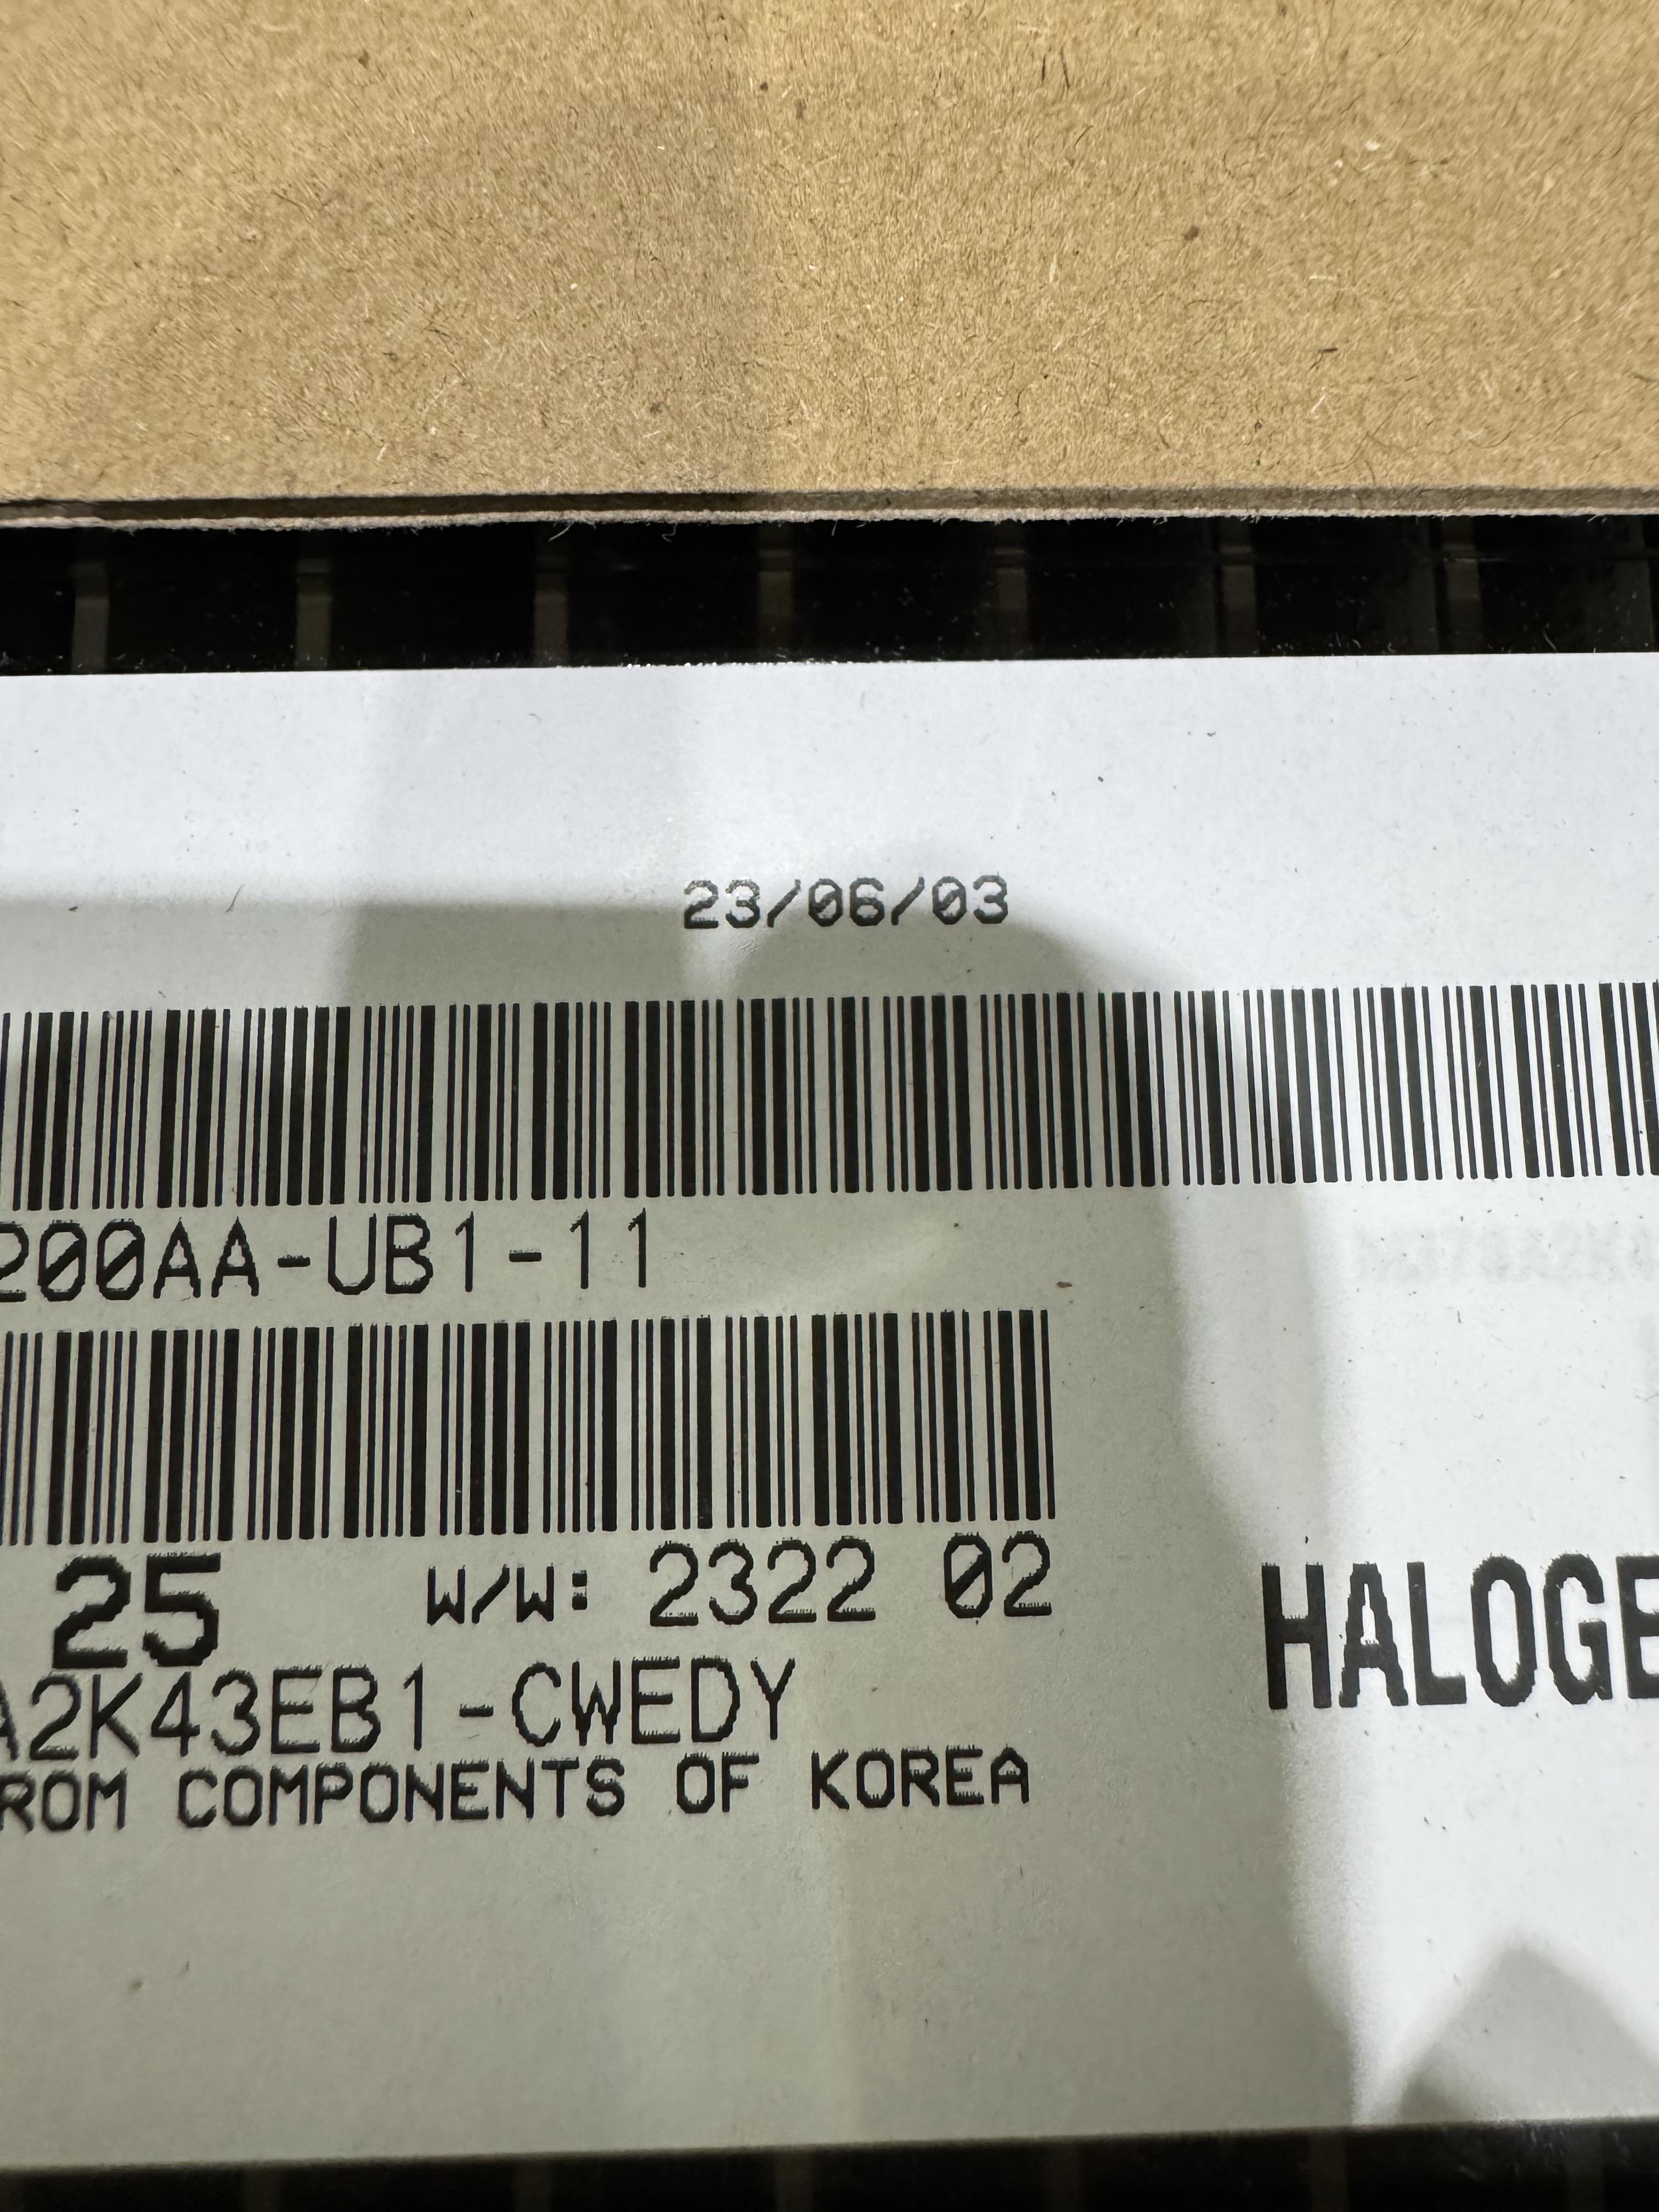 23/06/03
200AA-UB1-11
25 W/W: 2322 02
A2K43EB1-CWEDY
HALOGE
ROM COMPONENTS OF KOREA